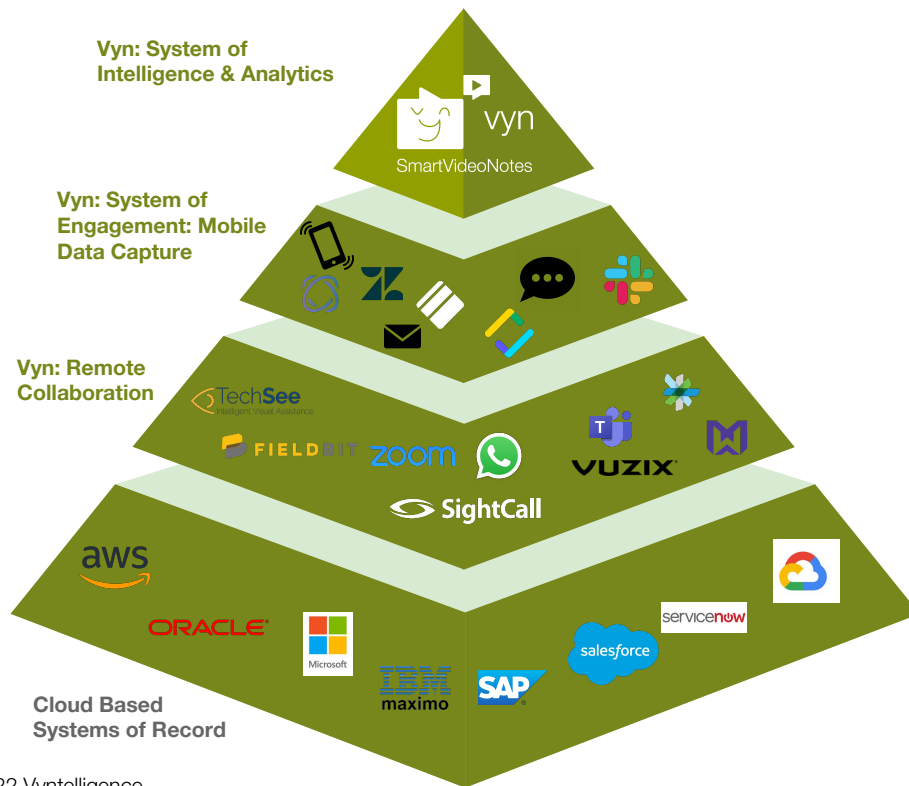 Vyn: System of
Intelligence & Analytics
vyn
SmartVideoNotes
Vyn: System of
Engagement: Mobile
Data Capture
Vyn: Remote
Collaboration
TechSee
Intelligent Visual Assistance
FIELDBIT
zoom
T
VUZIX
SightCall
aws
ORACLE
Microsoft
IBM
maximo
SAP
salesforce
servicenow
Cloud Based
Systems of Record
22 Vyntelligence